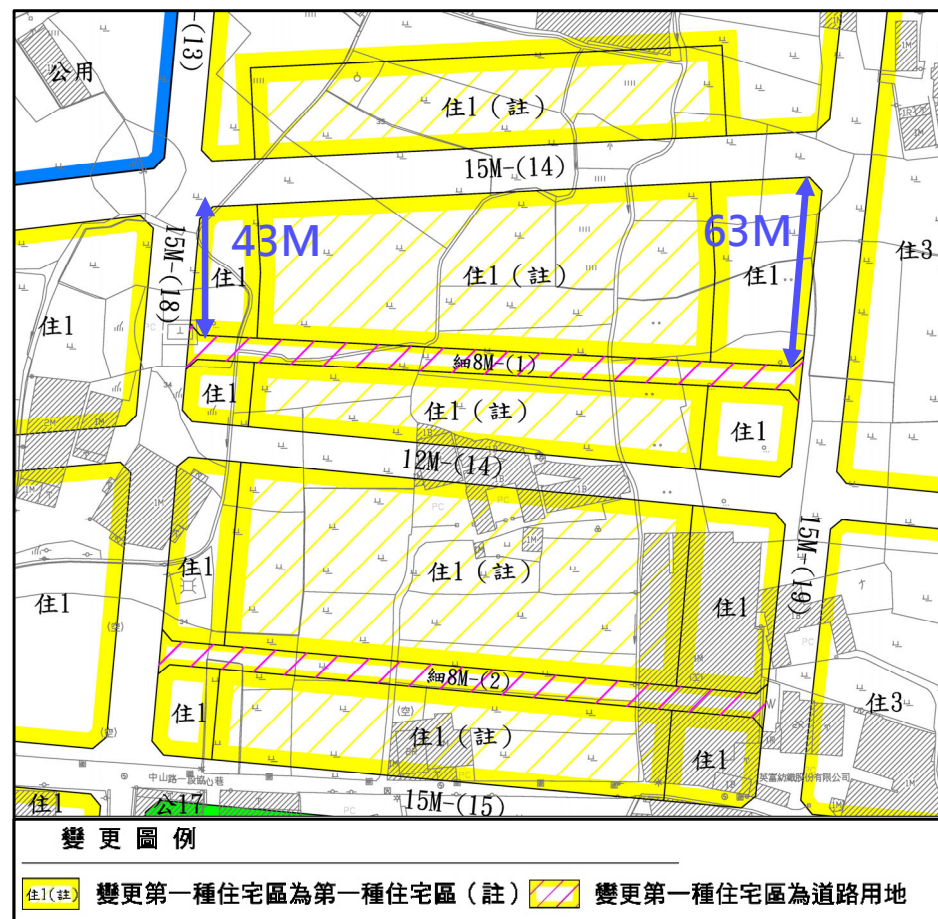 公用
(13)
住1（註）
15M-(14)
43M
63M
15M-(18)
住1
住1（註）
住1
住3
住1
細8M-(1)
住1
住1（註）
住1
12M-(14)
住1
住1（註）
住1
15M-(19)
住1
細8M-(2)
住1
住1（註）
住1
住3
中山路一段協心巷
英富紡織股份有限公司
住1
公17
15M-(15)
變更圖例
住1(註) 變更第一種住宅區為第一種住宅區（註） 變更第一種住宅區為道路用地